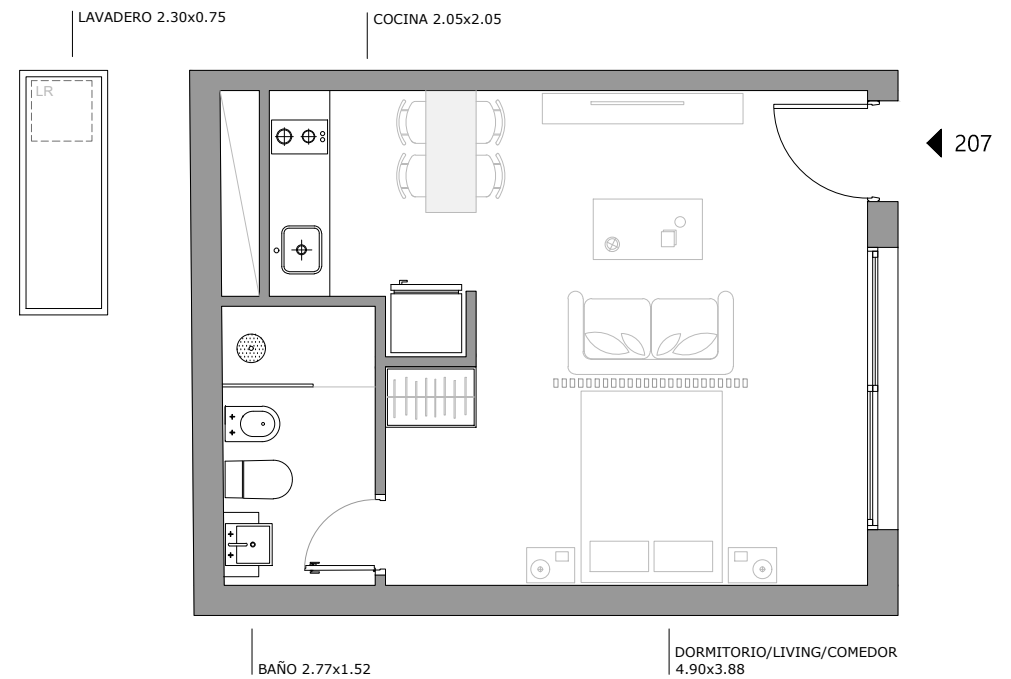 LAVADERO 2.30x0.75
COCINA 2.05x2.05
LR
207
BAÑO 2.77x1.52
DORMITORIO/LIVING/COMEDOR
4.90x3.88